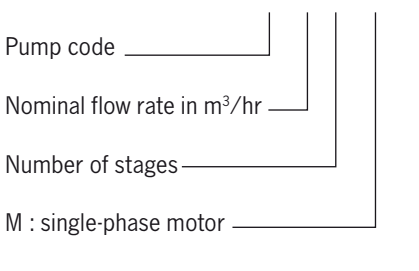 Pump code
Nominal flow rate in m³/hr
Number of stages
M : single-phase motor